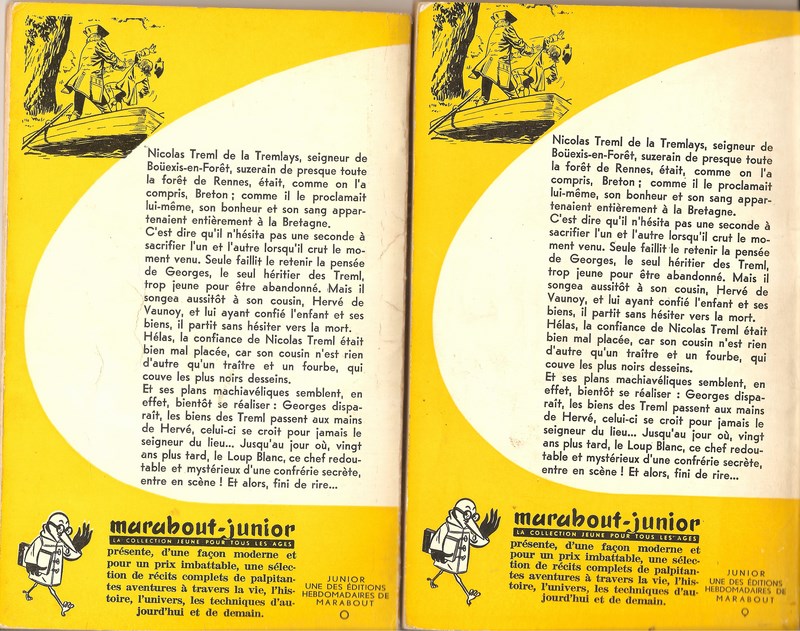 Nicolas Treml de la Tremlays, seigneur de
Boüexis-en-Forêt, suzerain de presque toute
la forêt de Rennes, était, comme on l'a
compris, Breton ; comme il le proclamait
lui-même, son bonheur et son sang appar-
tenaient entièrement à la Bretagne.
C'est dire qu'il n'hésita pas une seconde à
sacrifier l'un et l'autre lorsqu'il crut le mo-
ment venu. Seule faillit le retenir la pensée
de Georges, le seul héritier des Treml,
trop jeune pour être abandonné. Mais il
songea aussitôt à son cousin, Hervé de
Vaunoy, et lui ayant confié l'enfant et ses
biens, il partit sans hésiter vers la mort.
Hélas, la confiance de Nicolas Treml était
bien mal placée, car son cousin n'est rien
d'autre qu'un traître et un fourbe, qui
couve les plus noirs desseins.
Et ses plans machiavéliques semblent, en
effet, bientôt se réaliser : Georges dispa-
raît, les biens des Treml passent aux mains
de Hervé, celui-ci se croit pour jamais le
seigneur du lieu... Jusqu'au jour où, vingt
ans plus tard, le Loup Blanc, ce chef redou-
table et mystérieux d'une confrérie secrète,
entre en scène ! Et alors, fini de rire...
marabout-junior
LA COLLECTION JEUNE POUR TOUS LES AGES
présente, d'une façon moderne et
pour un prix imbattable, une sélec-
tion de récits complets de palpitan-
tes aventures à travers la vie, l'his-
toire, l'univers, les techniques d'au-
jourd'hui et de demain.
JUNIOR
UNE DES ÉDITIONS
HEBDOMADAIRES DE
MARABOUT
Nicolas Treml de la Tremlays, seigneur de
Boüexis-en-Forêt, suzerain de presque toute
la forêt de Rennes, était, comme on l'a
compris, Breton ; comme il le proclamait
lui-même, son bonheur et son sang appar-
tenaient entièrement à la Bretagne.
C'est dire qu'il n'hésita pas une seconde à
sacrifier l'un et l'autre lorsqu'il crut le mo-
ment venu. Seule faillit le retenir la pensée
de Georges, le seul héritier des Treml,
trop jeune pour être abandonné. Mais il
songea aussitôt à son cousin, Hervé de
Vaunoy, et lui ayant confié l'enfant et ses
biens, il partit sans hésiter vers la mort.
Hélas, la confiance de Nicolas Treml était
bien mal placée, car son cousin n'est rien
d'autre qu'un traître et un fourbe, qui
couve les plus noirs desseins.
Et ses plans machiavéliques semblent, en
effet, bientôt se réaliser : Georges dispa-
raît, les biens des Treml passent aux mains
de Hervé, celui-ci se croit pour jamais le
seigneur du lieu... Jusqu'au jour où, vingt
ans plus tard, le Loup Blanc, ce chef redou-
table et mystérieux d'une confrérie secrète,
entre en scène ! Et alors, fini de rire...
marabout-junior
LA COLLECTION JEUNE POUR TOUS LES AGES
présente, d'une façon moderne et
pour un prix imbattable, une sélec-
tion de récits complets de palpitan-
tes aventures à travers la vie, l'his-
toire, l'univers, les techniques d'au-
jourd'hui et de demain.
JUNIOR
UNE DES ÉDITIONS
HEBDOMADAIRES DE
MARABOUT